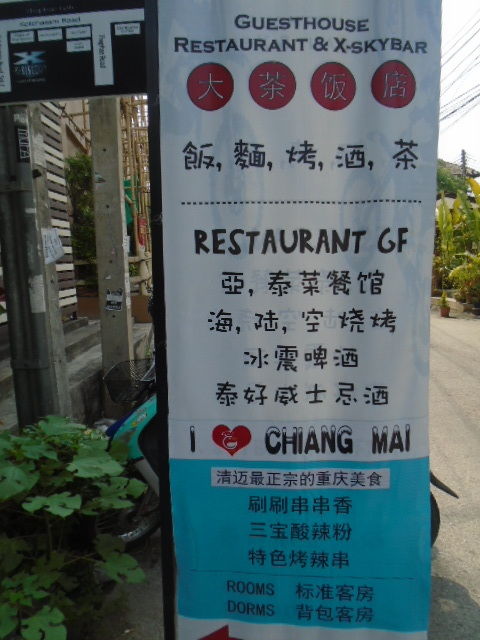 Ratchamanka Road
GUESTHOUSE
RESTAURANT & X-SKYBAR
大茶饭店
飯, 麵, 烤, 酒, 茶
RESTAURANT GF
亞, 泰菜餐馆
海, 陆, 空烧烤
冰震啤酒
泰好威士忌酒
I CHIANG MAI
清迈最正宗的重庆美食
刷刷串串香
三宝酸辣粉
特色烤辣串
ROOMS 标准客房
DORMS 背包客房